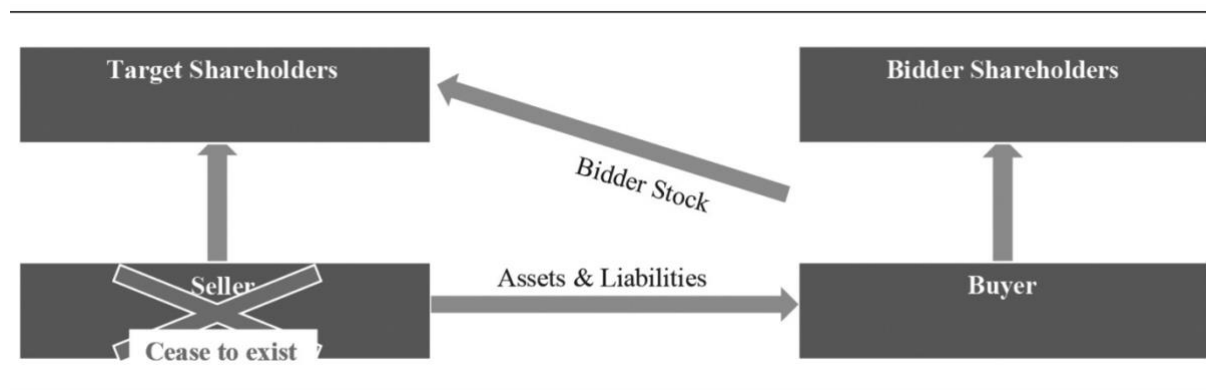 Target Shareholders
Bidder Shareholders
Bidder Stock
Seller
Assets & Liabilities
Buyer
Cease to exist